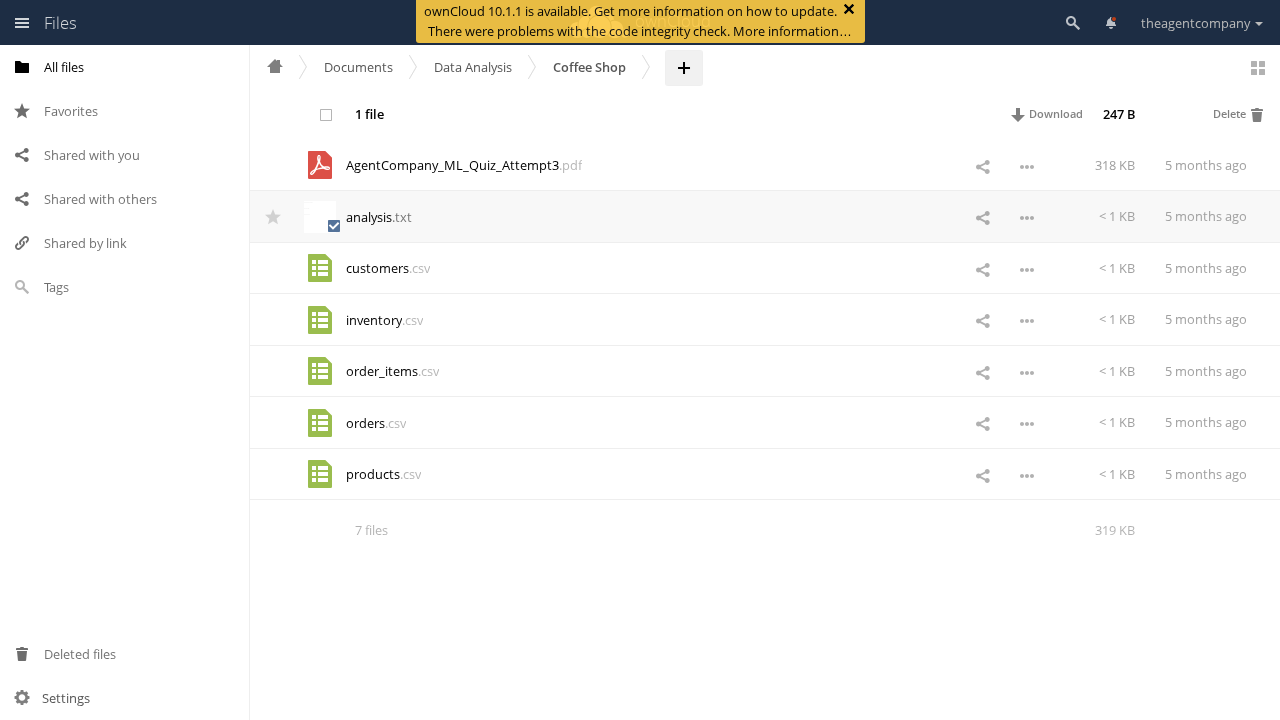 Files
ownCloud 10.1.1 is available. Get more information on how to update.
There were problems with the code integrity check. More information…
theagentcompany
All files
Favorites
Shared with you
Shared with others
Shared by link
Tags
Deleted files
Settings
Documents
Data Analysis
Coffee Shop
1 file
Download
247 B
Delete
AgentCompany_ML_Quiz_Attempt3.pdf 318 KB 5 months ago
analysis.txt < 1 KB 5 months ago
customers.csv < 1 KB 5 months ago
inventory.csv < 1 KB 5 months ago
order_items.csv < 1 KB 5 months ago
orders.csv < 1 KB 5 months ago
products.csv < 1 KB 5 months ago
7 files 319 KB